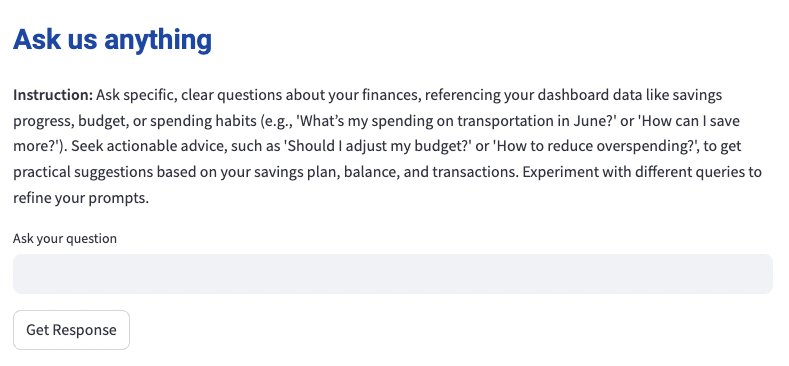 Ask us anything
Instruction: Ask specific, clear questions about your finances, referencing your dashboard data like savings
progress, budget, or spending habits (e.g., 'What’s my spending on transportation in June?' or 'How can I save
more?'). Seek actionable advice, such as 'Should I adjust my budget?' or 'How to reduce overspending?', to get
practical suggestions based on your savings plan, balance, and transactions. Experiment with different queries to
refine your prompts.
Ask your question
Get Response